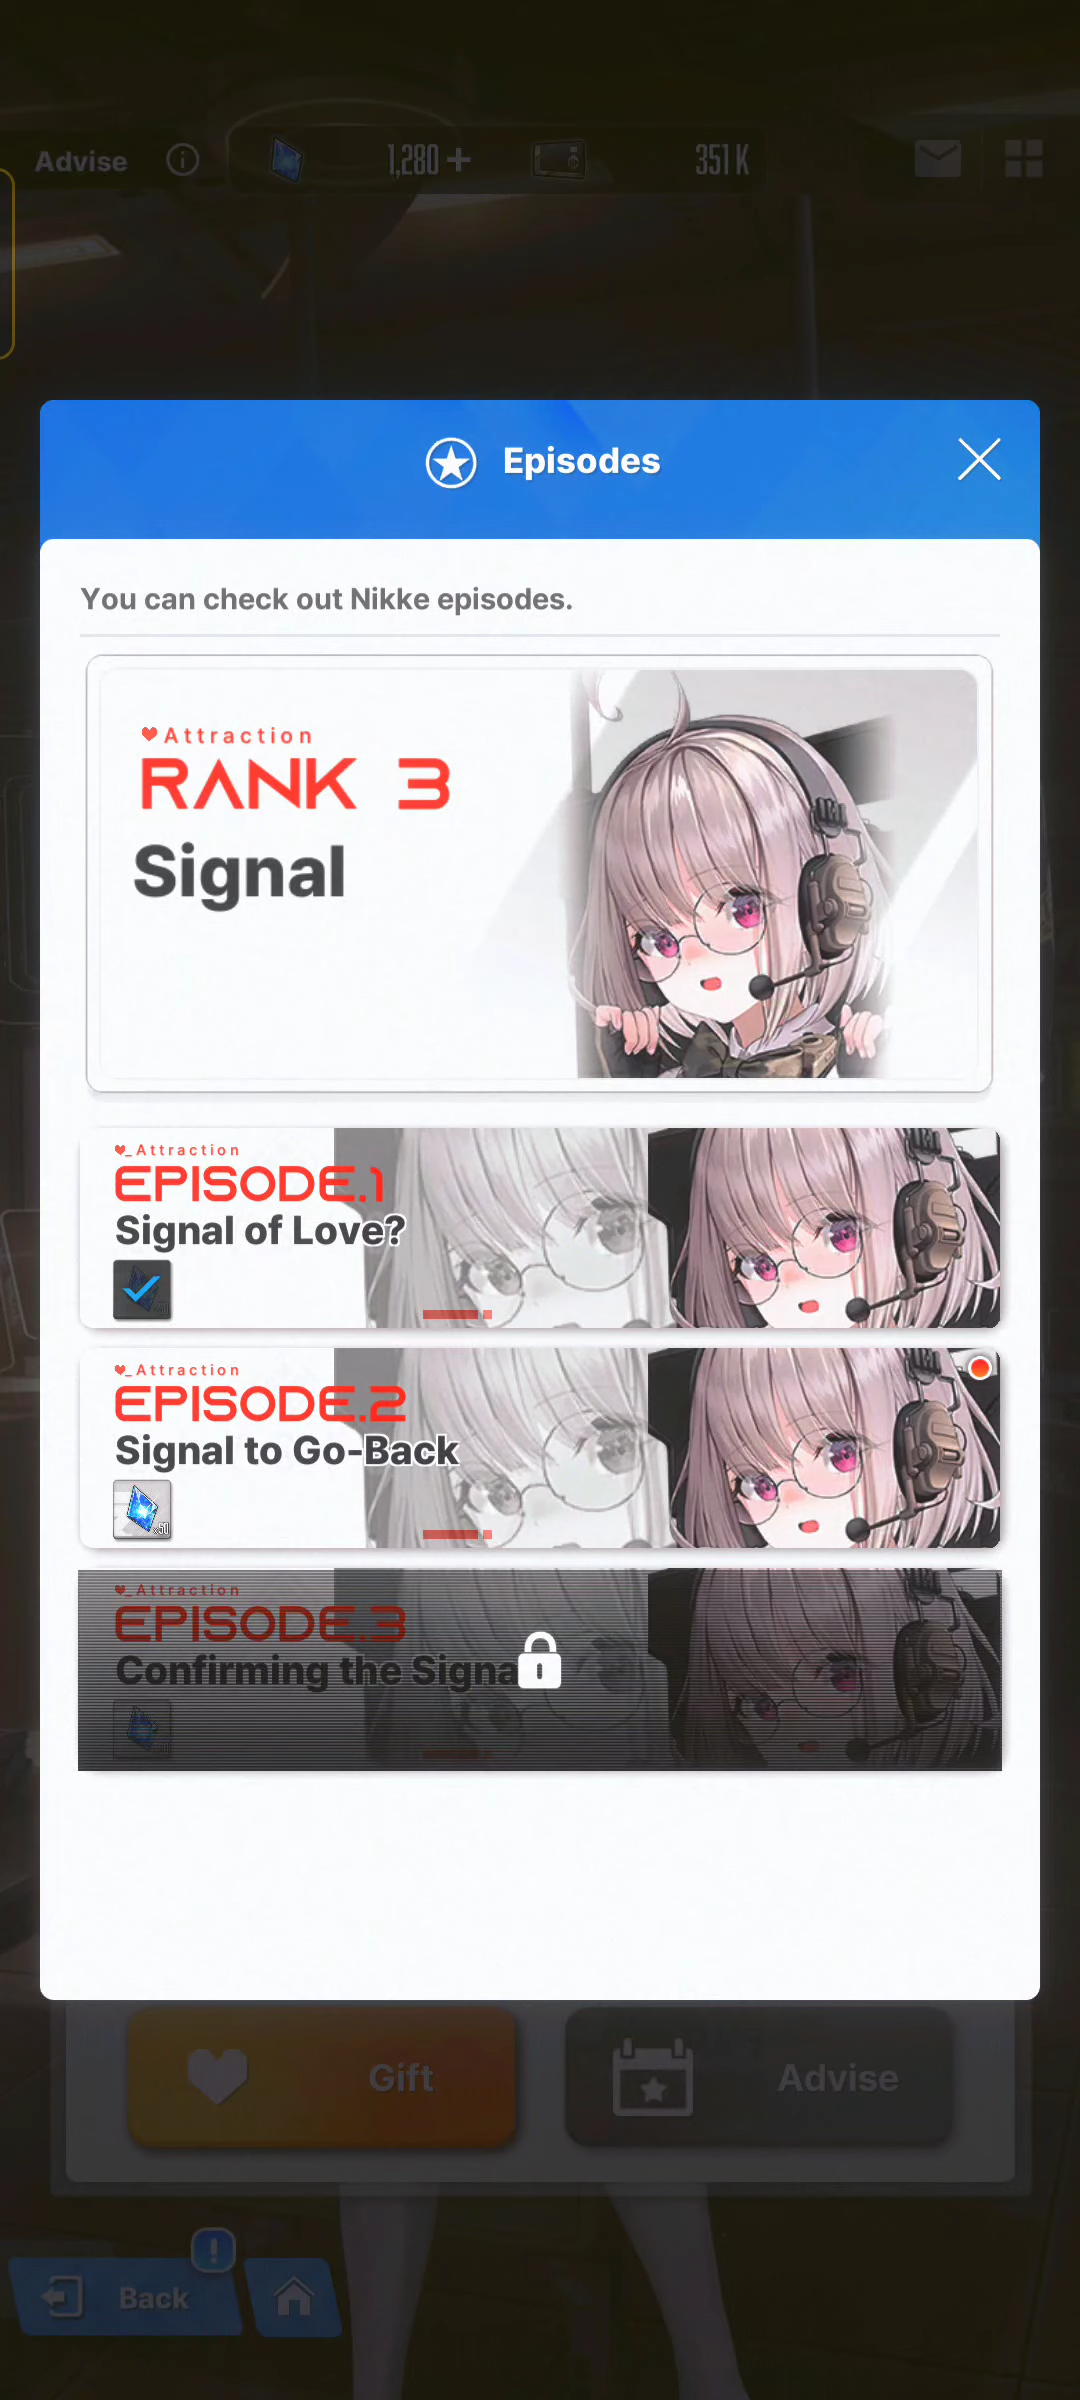 Advise
1,280
351 K
Episodes
You can check out Nikke episodes.
Attraction
RANK 3
Signal
Attraction
EPISODE.1
Signal of Love?
Attraction
EPISODE.2
Signal to Go-Back
x50
Attraction
EPISODE.3
Confirming the Signa
Gift
Advise
Back